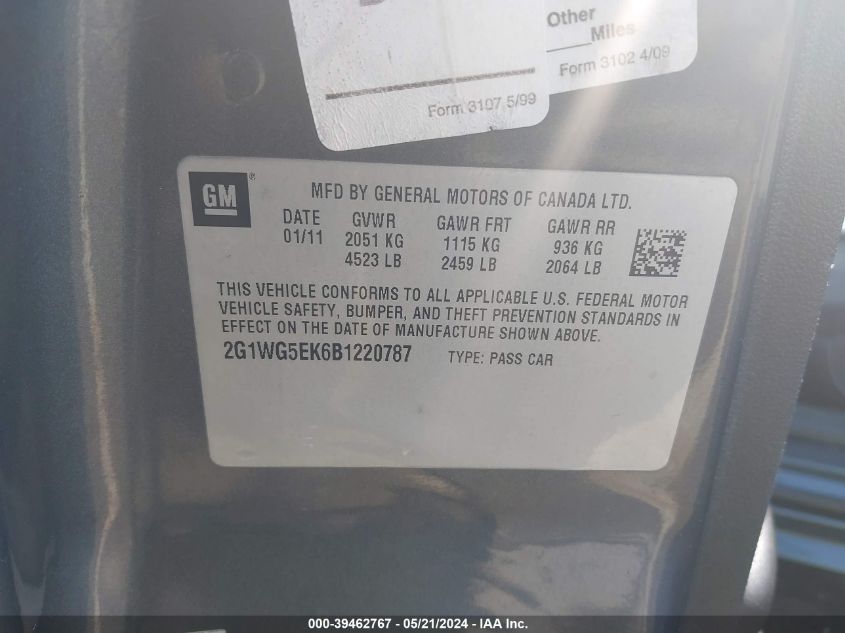 Other
___Miles
Form 3102 4/09
Form 3107 5/99
GM®
MFD BY GENERAL MOTORS OF CANADA LTD.
DATE GVWR GAWR FRT GAWR RR
01/11 2051 KG 1115 KG 936 KG
4523 LB 2459 LB 2064 LB
THIS VEHICLE CONFORMS TO ALL APPLICABLE U.S. FEDERAL MOTOR
VEHICLE SAFETY, BUMPER, AND THEFT PREVENTION STANDARDS IN
EFFECT ON THE DATE OF MANUFACTURE SHOWN ABOVE.
2G1WG5EK6B1220787 TYPE: PASS CAR
000-39462767 - 05/21/2024 - IAAI.com